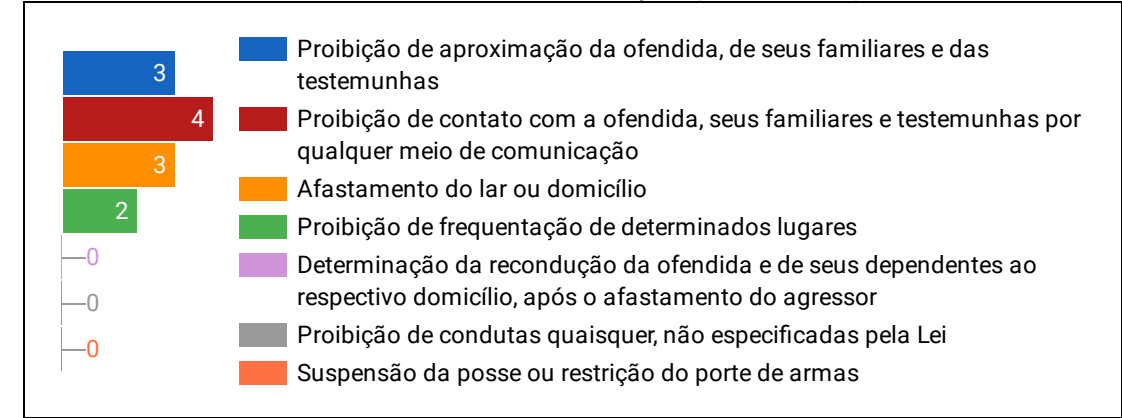 3
4
3
2
0
0
0
Proibição de aproximação da ofendida, de seus familiares e das
testemunhas
Proibição de contato com a ofendida, seus familiares e testemunhas por
qualquer meio de comunicação
Afastamento do lar ou domicílio
Proibição de frequentação de determinados lugares
Determinação da recondução da ofendida e de seus dependentes ao
respectivo domicílio, após o afastamento do agressor
Proibição de condutas quaisquer, não especificadas pela Lei
Suspensão da posse ou restrição do porte de armas